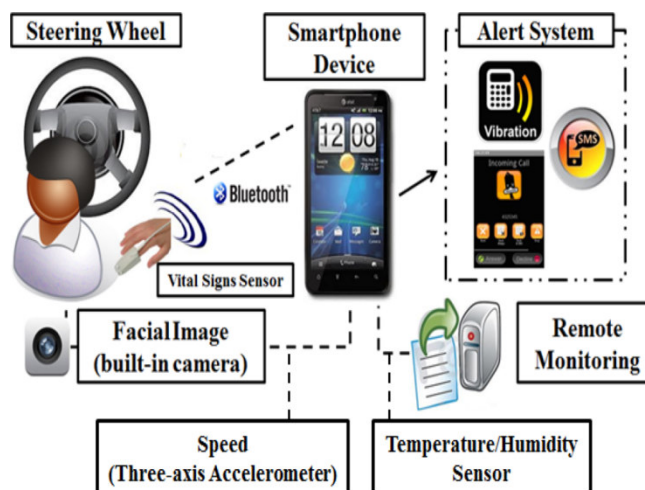 Steering Wheel
Smartphone
Device
Alert System
Vibration
SMS
Incoming Call
12 08
Bluetooth™
Vital Signs Sensor
Facial Image
(built-in camera)
Remote
Monitoring
Speed
(Three-axis Accelerometer)
Temperature/Humidity
Sensor